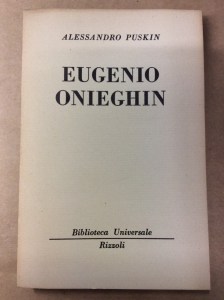 ALESSANDRO PUSKIN
EUGENIO
ONIEGHIN
Biblioteca Universale
Rizzoli